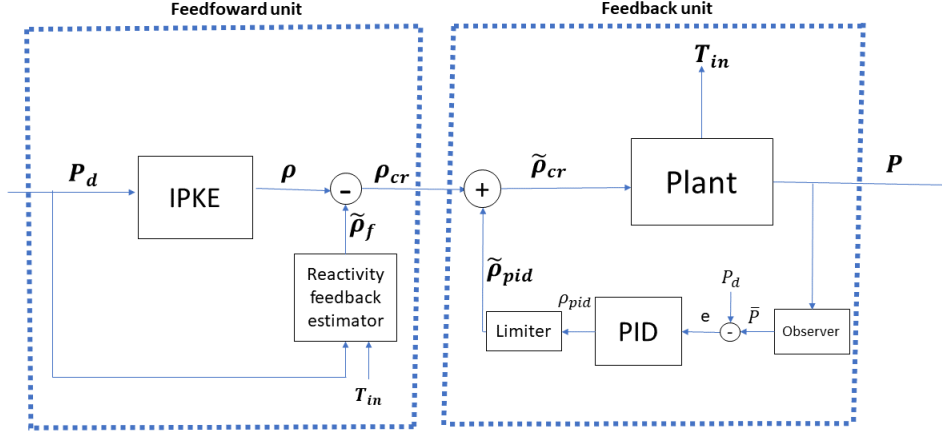 Feedfoward unit
Feedback unit
T_in
P_d
IPKE
ρ
-
ρ_cr
+
ρ̃_cr
Plant
P
ρ̃_f
Reactivity
feedback
estimator
T_in
ρ̃_pid
Limiter
ρ_pid
PID
e
P_d
-
P̅
Observer